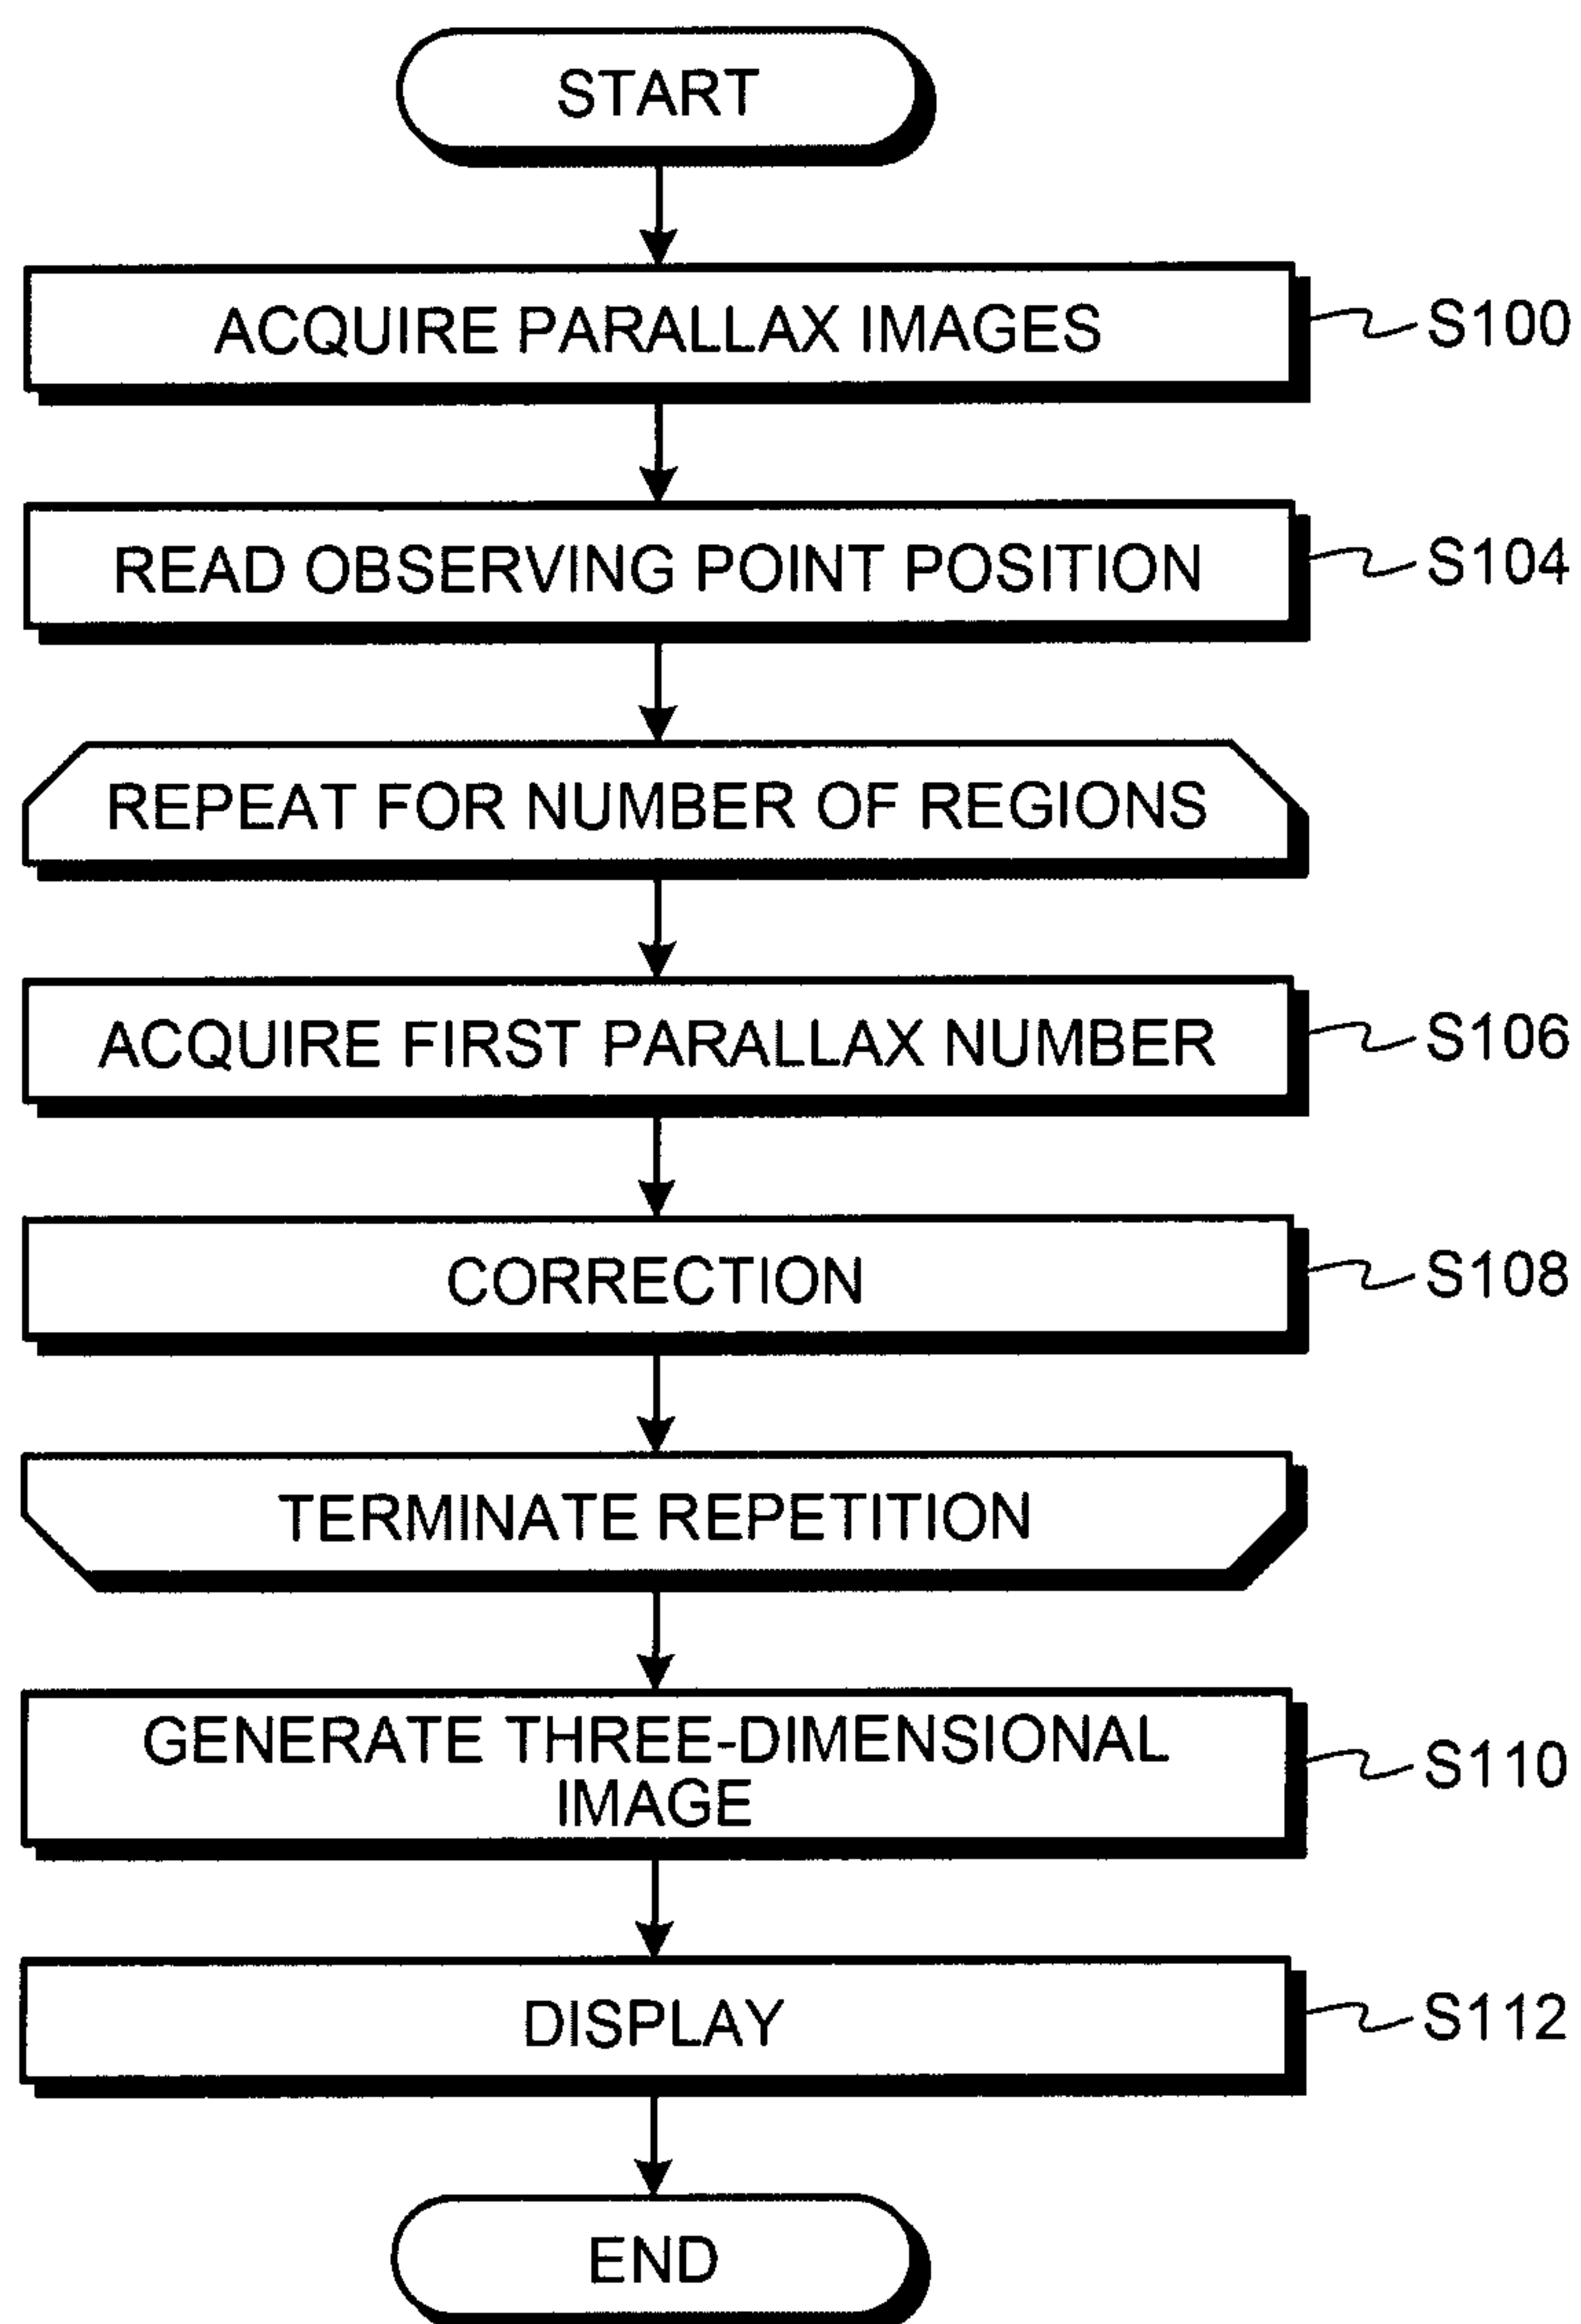 START
ACQUIRE PARALLAX IMAGES
S100
READ OBSERVING POINT POSITION
S104
REPEAT FOR NUMBER OF REGIONS
ACQUIRE FIRST PARALLAX NUMBER
S106
CORRECTION
S108
TERMINATE REPETITION
GENERATE THREE-DIMENSIONAL
IMAGE
S110
DISPLAY
S112
END